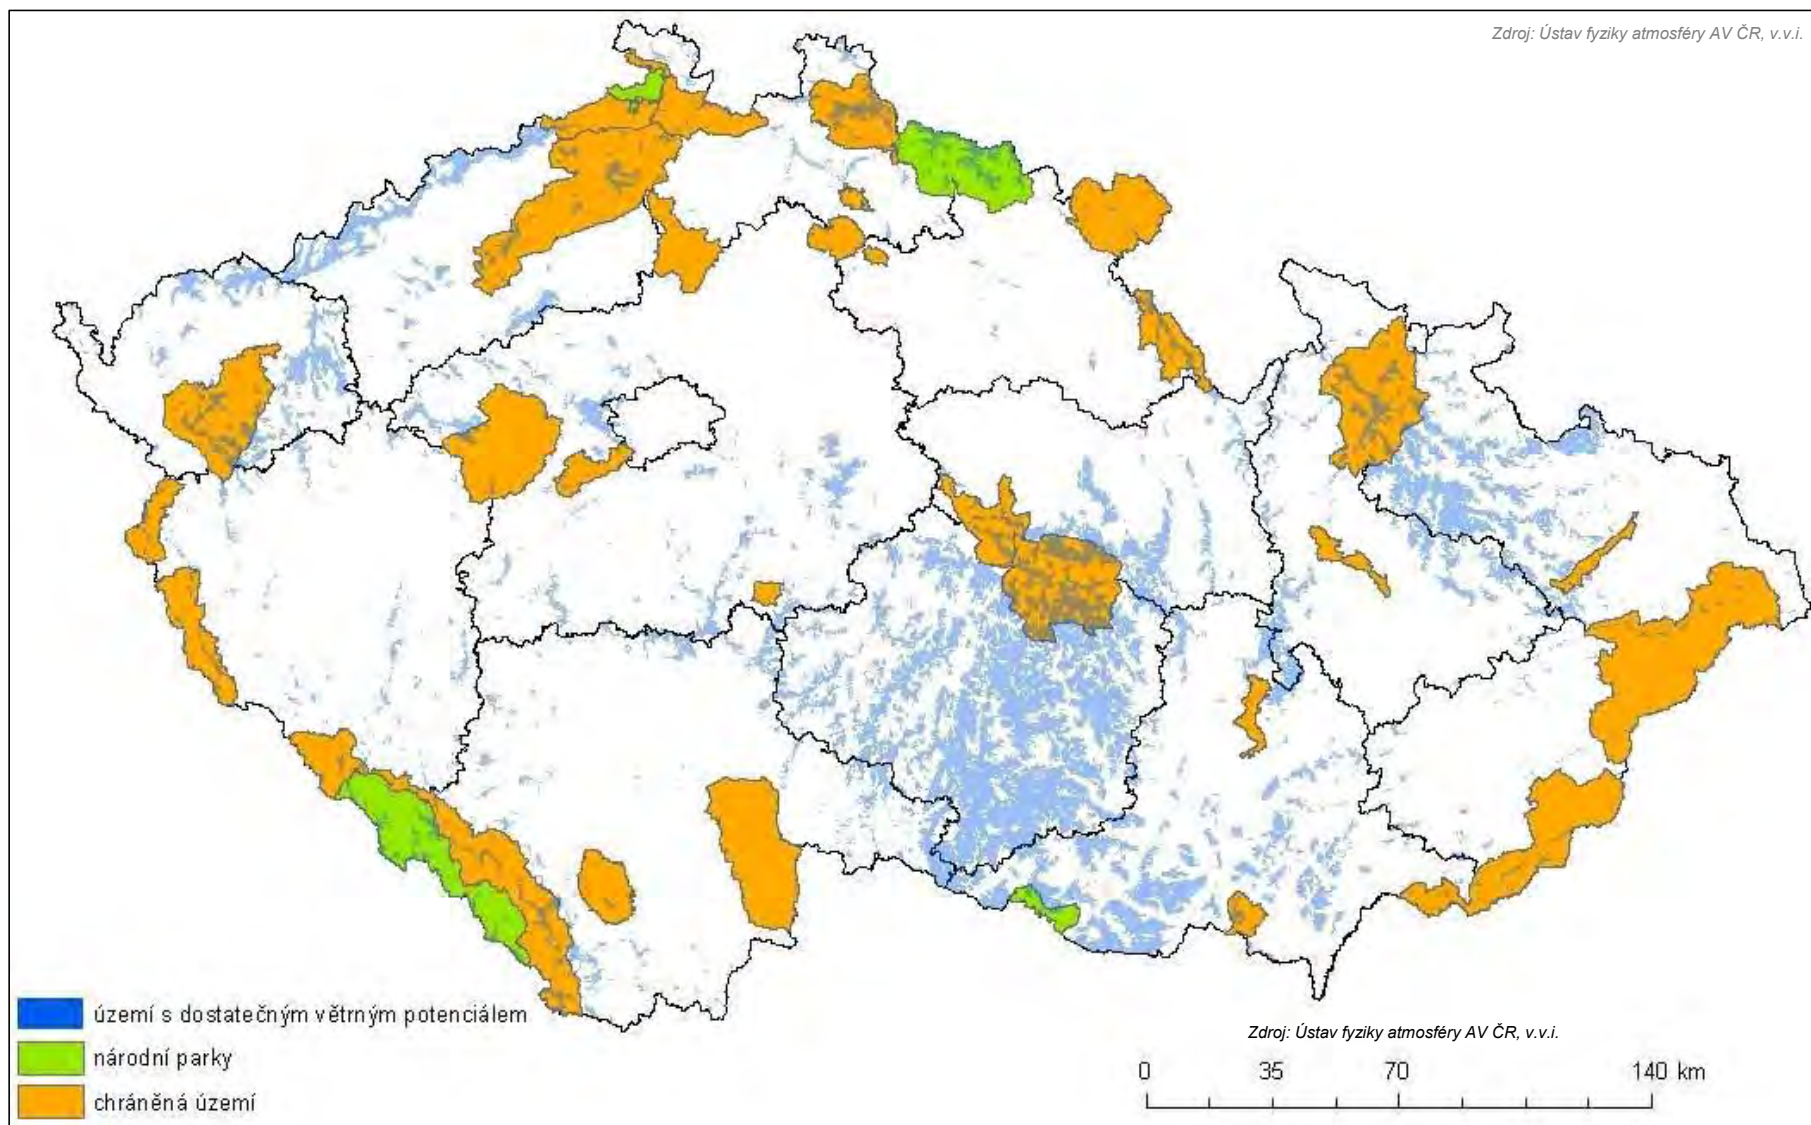 Zdroj: Ústav fyziky atmosféry AV ČR, v.v.i.
území s dostatečným větrným potenciálem
národní parky
chráněná území
Zdroj: Ústav fyziky atmosféry AV ČR, v.v.i.
0 35 70 140 km